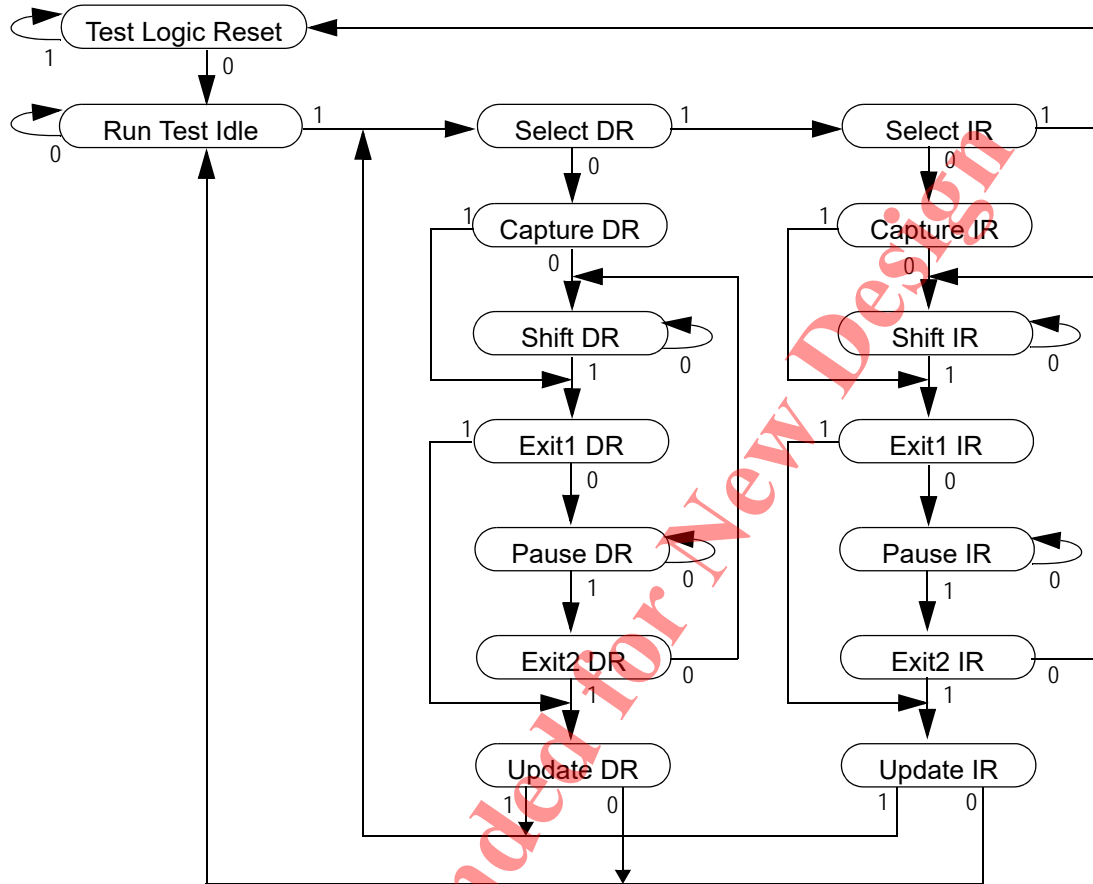 Test Logic Reset
1
0
Run Test Idle
0
1
Select DR
1
0
Select IR
1
0
Capture DR
1
0
Capture IR
1
0
Shift DR
0
1
Shift IR
0
1
Exit1 DR
1
0
Exit1 IR
1
0
Pause DR
0
1
Pause IR
0
1
Exit2 DR
0
1
Exit2 IR
0
1
Update DR
1
0
Update IR
1
0
nded for New Design